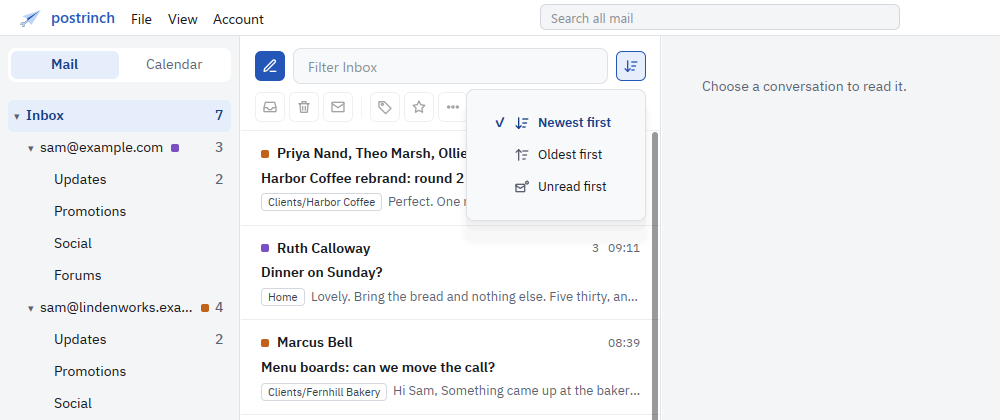 postrinch File View Account
Search all mail
Mail Calendar
Inbox 7
sam@example.com 3
Updates 2
Promotions
Social
Forums
sam@lindenworks.exa... 4
Updates 2
Promotions
Social
Filter Inbox
Newest first
Oldest first
Unread first
Priya Nand, Theo Marsh, Ollie
Harbor Coffee rebrand: round 2
Clients/Harbor Coffee Perfect. One
Ruth Calloway 3 09:11
Dinner on Sunday?
Home Lovely. Bring the bread and nothing else. Five thirty, an...
Marcus Bell 08:39
Menu boards: can we move the call?
Clients/Fernhill Bakery Hi Sam, Something came up at the baker...
Choose a conversation to read it.